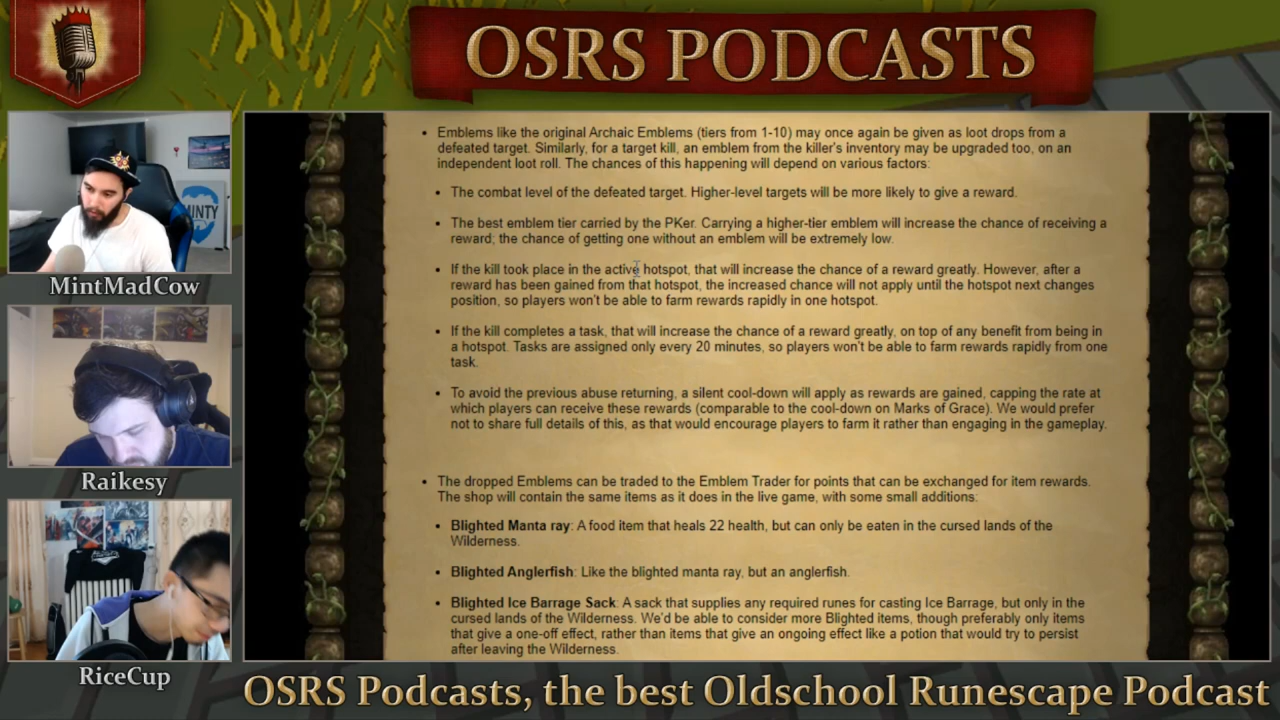 OSRS PODCASTS
Emblems like the original Archaic Emblems (tiers from 1-10) may once again be given as loot drops from a
defeated target. Similarly, for a target kill, an emblem from the killer's inventory may be upgraded too, on an
independent loot roll. The chances of this happening will depend on various factors:
The combat level of the defeated target. Higher-level targets will be more likely to give a reward.
The best emblem tier carried by the PKer. Carrying a higher-tier emblem will increase the chance of receiving a
reward; the chance of getting one without an emblem will be extremely low.
If the kill took place in the active hotspot, that will increase the chance of a reward greatly. However, after a
reward has been gained from that hotspot, the increased chance will not apply until the hotspot next changes
position, so players won't be able to farm rewards rapidly in one hotspot.
If the kill completes a task, that will increase the chance of a reward greatly, on top of any benefit from being in
a hotspot. Tasks are assigned only every 20 minutes, so players won't be able to farm rewards rapidly from one
task.
To avoid the previous abuse returning, a silent cool-down will apply as rewards are gained, capping the rate at
which players can receive these rewards (comparable to the cool-down on Marks of Grace). We would prefer
not to share full details of this, as that would encourage players to farm it rather than engaging in the gameplay.
The dropped Emblems can be traded to the Emblem Trader for points that can be exchanged for item rewards.
The shop will contain the same items as it does in the live game, with some small additions:
Blighted Manta ray: A food item that heals 22 health, but can only be eaten in the cursed lands of the
Wilderness.
Blighted Anglerfish: Like the blighted manta ray, but an anglerfish.
Blighted Ice Barrage Sack: A sack that supplies any required runes for casting Ice Barrage, but only in the
cursed lands of the Wilderness. We'd be able to consider more Blighted items, though preferably only items
that give a one-off effect, rather than items that give an ongoing effect like a potion that would try to persist
after leaving the Wilderness.
MINTY
MintMadCow
Raikesy
RiceCup
OSRS Podcasts, the best Oldschool Runescape Podcast